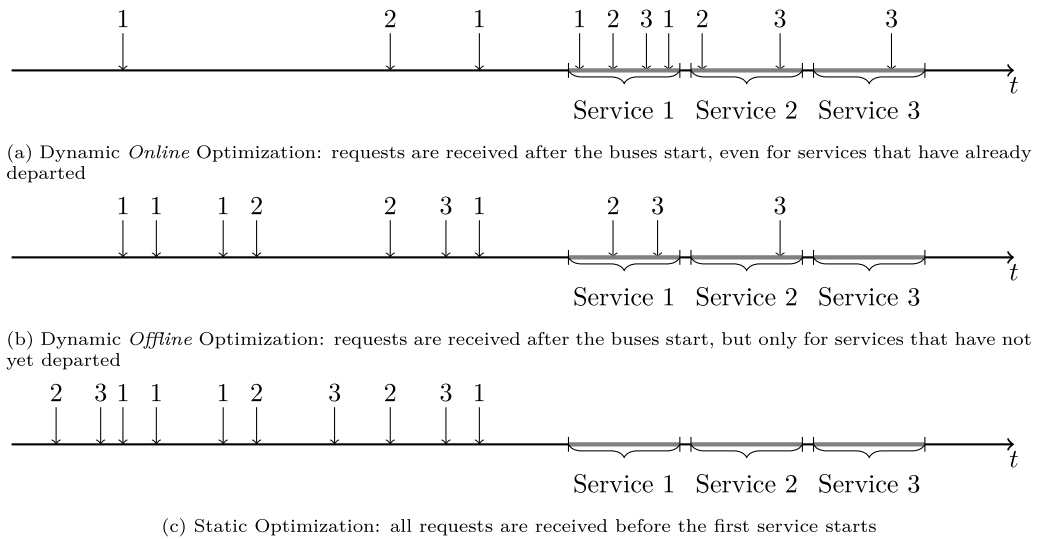 1 2 1 1 2 3 1 2 3 3
t
Service 1 Service 2 Service 3
(a) Dynamic Online Optimization: requests are received after the buses start, even for services that have already
departed
1 1 1 2 2 3 1 2 3 3
t
Service 1 Service 2 Service 3
(b) Dynamic Offline Optimization: requests are received after the buses start, but only for services that have not
yet departed
2 3 1 1 1 2 3 2 3 1
t
Service 1 Service 2 Service 3
(c) Static Optimization: all requests are received before the first service starts